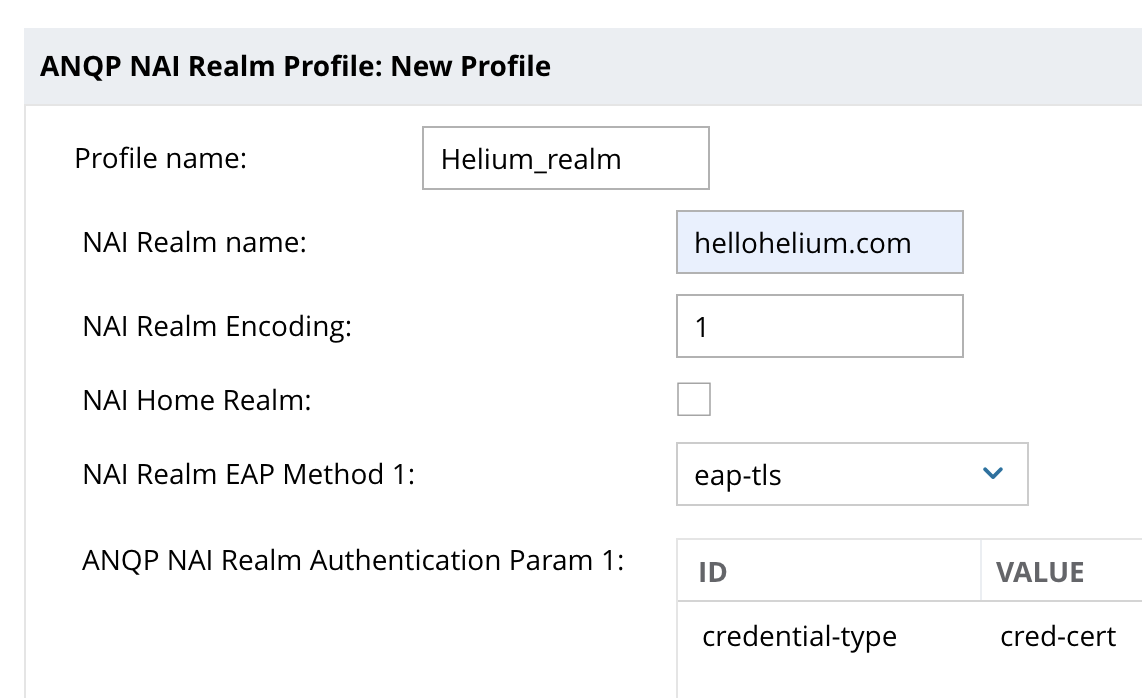 ANQP NAI Realm Profile: New Profile
Profile name: Helium_realm
NAI Realm name: hellohelium.com
NAI Realm Encoding: 1
NAI Home Realm:
NAI Realm EAP Method 1: eap-tls
ANQP NAI Realm Authentication Param 1: ID VALUE
credential-type cred-cert